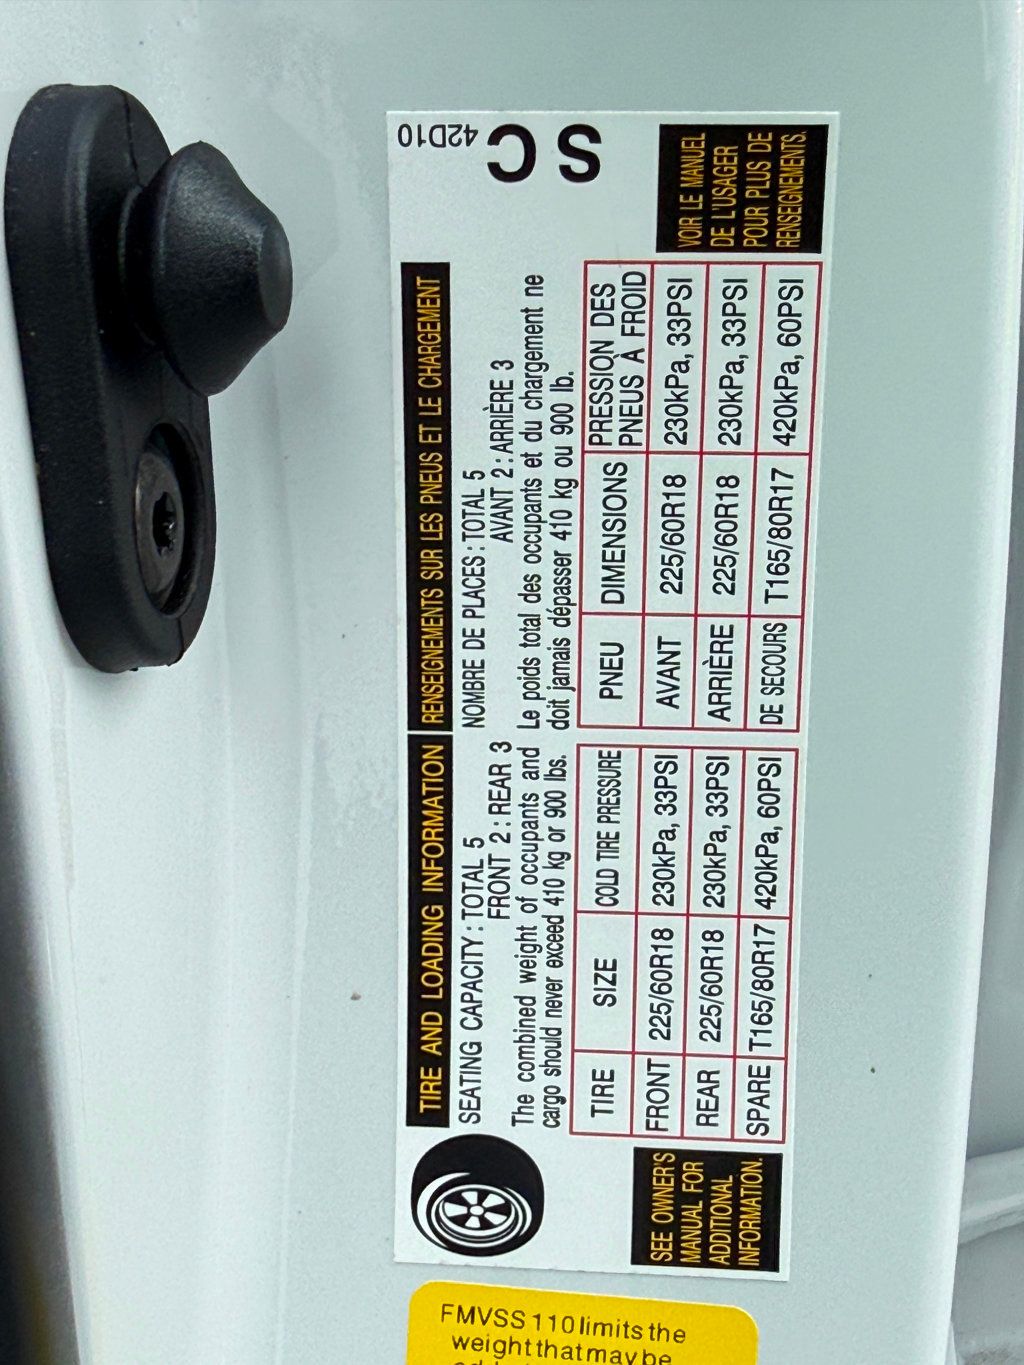 TIRE AND LOADING INFORMATION
RENSEIGNEMENTS SUR LES PNEUS ET LE CHARGEMENT
SEATING CAPACITY : TOTAL 5
FRONT 2 : REAR 3
The combined weight of occupants and
cargo should never exceed 410 kg or 900 lbs.
NOMBRE DE PLACES : TOTAL 5
AVANT 2 : ARRIÈRE 3
Le poids total des occupants et du chargement ne
doit jamais dépasser 410 kg ou 900 lb.
TIRE SIZE COLD TIRE PRESSURE
FRONT 225/60R18 230kPa, 33PSI
REAR 225/60R18 230kPa, 33PSI
SPARE T165/80R17 420kPa, 60PSI
PNEU DIMENSIONS PRESSION DES PNEUS À FROID
AVANT 225/60R18 230kPa, 33PSI
ARRIÈRE 225/60R18 230kPa, 33PSI
DE SECOURS T165/80R17 420kPa, 60PSI
SEE OWNER'S
MANUAL FOR
ADDITIONAL
INFORMATION.
VOIR LE MANUEL
DE L'USAGER
POUR PLUS DE
RENSEIGNEMENTS.
42D10
C
S
FMVSS 110 limits the
weight that may be